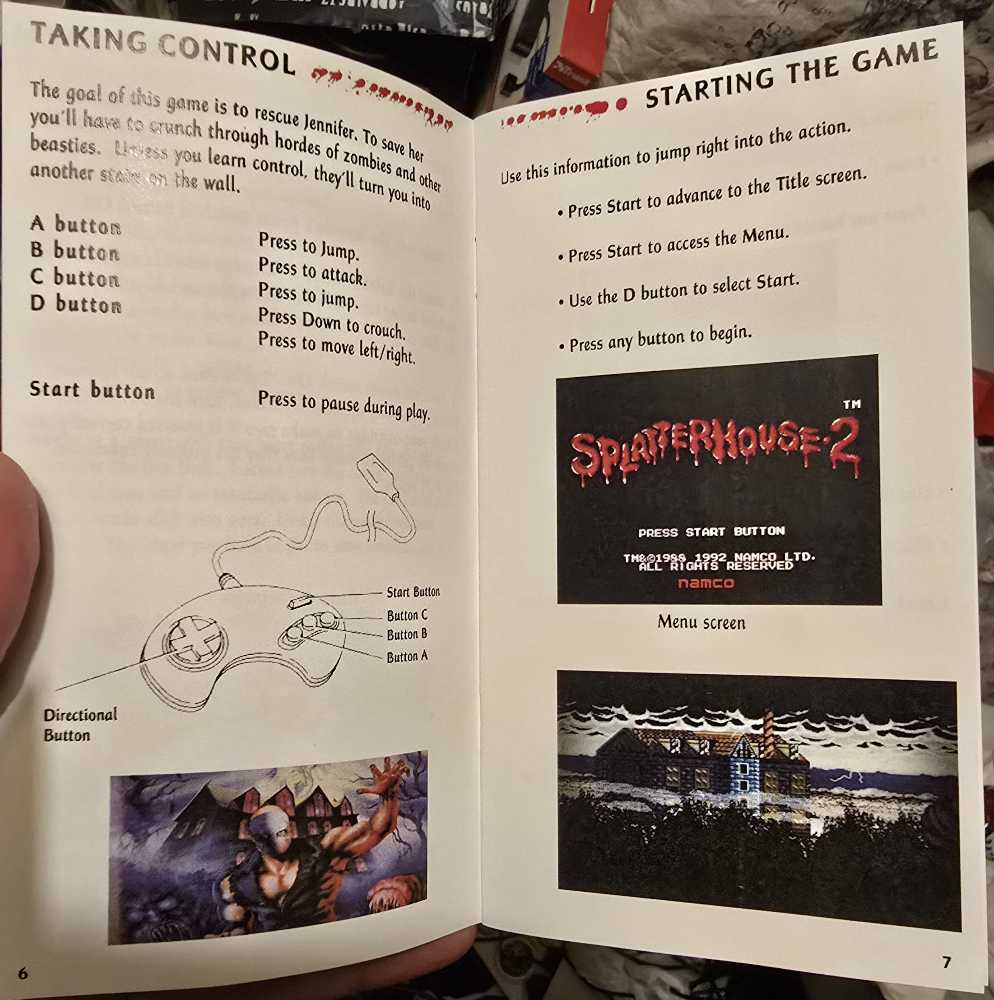 TAKING CONTROL
The goal of this game is to rescue Jennifer. To save her
you'll have to crunch through hordes of zombies and other
beasties. Unless you learn control, they'll turn you into
another stain on the wall.
A button
Press to Jump.
B button
Press to attack.
C button
Press to jump.
D button
Press Down to crouch.
Press to move left/right.
Start button
Press to pause during play.
Start Button
Button C
Button B
Button A
Directional
Button
6
STARTING THE GAME
Use this information to jump right into the action.
• Press Start to advance to the Title screen.
• Press Start to access the Menu.
• Use the D button to select Start.
• Press any button to begin.
SPLATTERHOUSE·2
TM
PRESS START BUTTON
TM&©1988 1992 NAMCO LTD.
ALL RIGHTS RESERVED
namco
Menu screen
7